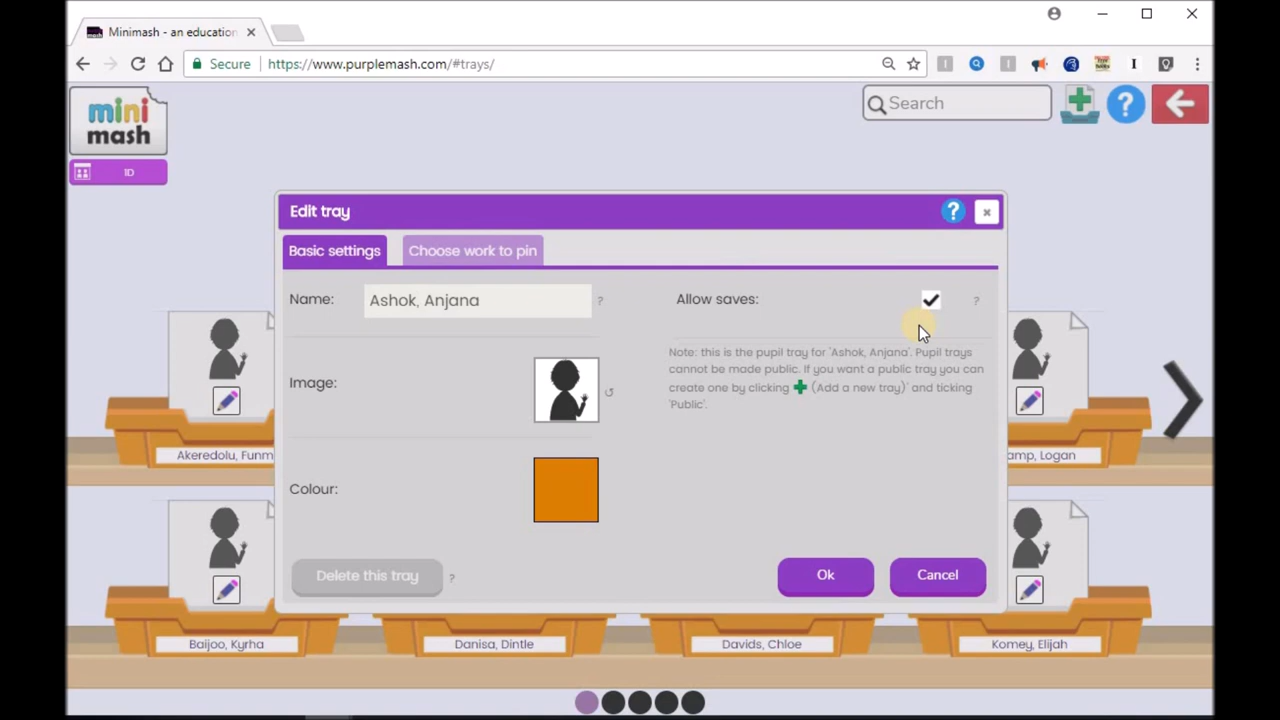 Minimash - an education
Secure
https://www.purplemash.com/#trays/
mini
mash
Search
?
ID
Edit tray
?
Basic settings
Choose work to pin
Name:
Ashok, Anjana
?
Allow saves:
?
Note: this is the pupil tray for 'Ashok, Anjana'. Pupil trays
cannot be made public. If you want a public tray you can
create one by clicking + (Add a new tray)' and ticking
'Public'.
Image:
Colour:
Delete this tray
?
Ok
Cancel
Akeredolu, Funm
amp, Logan
Baijoo, Kyrha
Danisa, Dintle
Davids, Chloe
Komey, Elijah